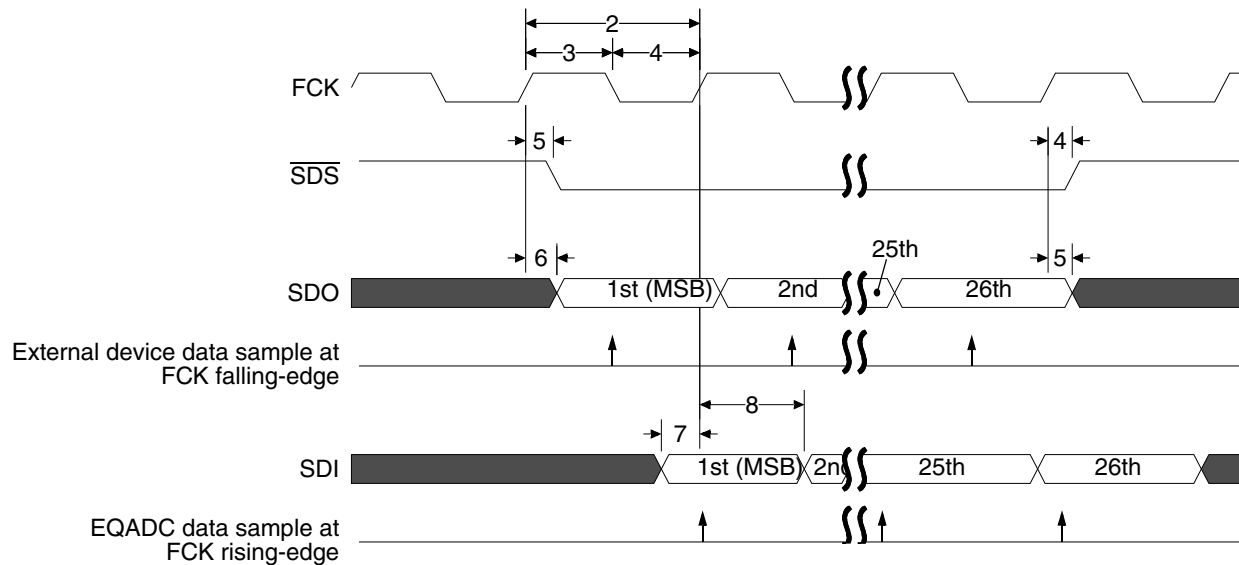 2
3 4
FCK
5 4
SDS
25th
6 5
SDO 1st (MSB) 2nd 26th
External device data sample at
FCK falling-edge
8
7
SDI 1st (MSB) 2nd 25th 26th
EQADC data sample at
FCK rising-edge